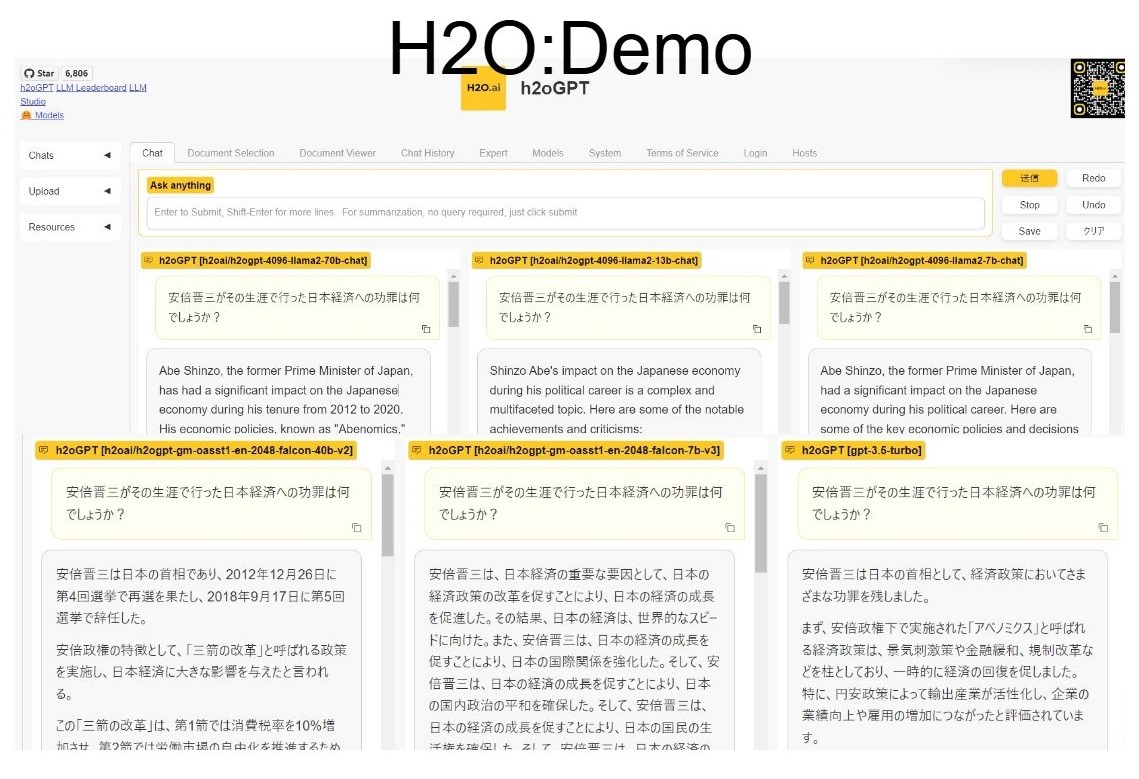 H2O:Demo
Star 6,806
h2oGPT LLM Leaderboard LLM
Studio
Models
H2O.ai
h2oGPT
Chats
Upload
Resources
Chat Document Selection Document Viewer Chat History Expert Models System Terms of Service Login Hosts
Ask anything
Enter to Submit, Shift-Enter for more lines. For summarization, no query required, just click submit
送信 Redo
Stop Undo
Save クリア
h2oGPT [h2oai/h2ogpt-4096-llama2-70b-chat]
安倍晋三がその生涯で行った日本経済への功罪は何
でしょうか？
Abe Shinzo, the former Prime Minister of Japan,
has had a significant impact on the Japanese
economy during his tenure from 2012 to 2020.
His economic policies, known as "Abenomics,"
h2oGPT [h2oai/h2ogpt-4096-llama2-13b-chat]
安倍晋三がその生涯で行った日本経済への功罪は何
でしょうか？
Shinzo Abe's impact on the Japanese economy
during his political career is a complex and
multifaceted topic. Here are some of the notable
achievements and criticisms:
h2oGPT [h2oai/h2ogpt-4096-llama2-7b-chat]
安倍晋三がその生涯で行った日本経済への功罪は何
でしょうか？
Abe Shinzo, the former Prime Minister of Japan,
had a significant impact on the Japanese
economy during his political career. Here are
some of the key economic policies and decisions
h2oGPT [h2oai/h2ogpt-gm-oasst1-en-2048-falcon-40b-v2]
安倍晋三がその生涯で行った日本経済への功罪は何
でしょうか？
安倍晋三は日本の首相であり、2012年12月26日に
第4回選挙で再選を果たし、2018年9月17日に第5回
選挙で辞任した。
安倍政権の特徴として、「三箭の改革」と呼ばれる政策
を実施し、日本経済に大きな影響を与えたと言われ
る。
この「三箭の改革」は、第1箭では消費税率を10%増
加させ、第2箭では労働市場の自由化を推進するため
h2oGPT [h2oai/h2ogpt-gm-oasst1-en-2048-falcon-7b-v3]
安倍晋三がその生涯で行った日本経済への功罪は何
でしょうか？
安倍晋三は、日本経済の重要な要因として、日本の
経済政策の改革を促すことにより、日本の経済の成長
を促進した。その結果、日本の経済は、世界的なスピー
ドに向けた。また、安倍晋三は、日本の経済の成長を
促すことにより、日本の国際関係を強化した。そして、安
倍晋三は、日本の経済の成長を促すことにより、日本
の国内政治の平和を確保した。そして、安倍晋三は、
日本の経済の成長を促すことにより、日本の国民の生
活権を確保した。そして、安倍晋三は、日本の経済の
h2oGPT [gpt-3.5-turbo]
安倍晋三がその生涯で行った日本経済への功罪は何
でしょうか？
安倍晋三は日本の首相として、経済政策においてさま
ざまな功罪を残しました。
まず、安倍政権下で実施された「アベノミクス」と呼ばれ
る経済政策は、景気刺激策や金融緩和、規制改革な
どを柱としており、一時的に経済の回復を促しました。
特に、円安政策によって輸出産業が活性化し、企業の
業績向上や雇用の増加につながったと評価されていま
す。